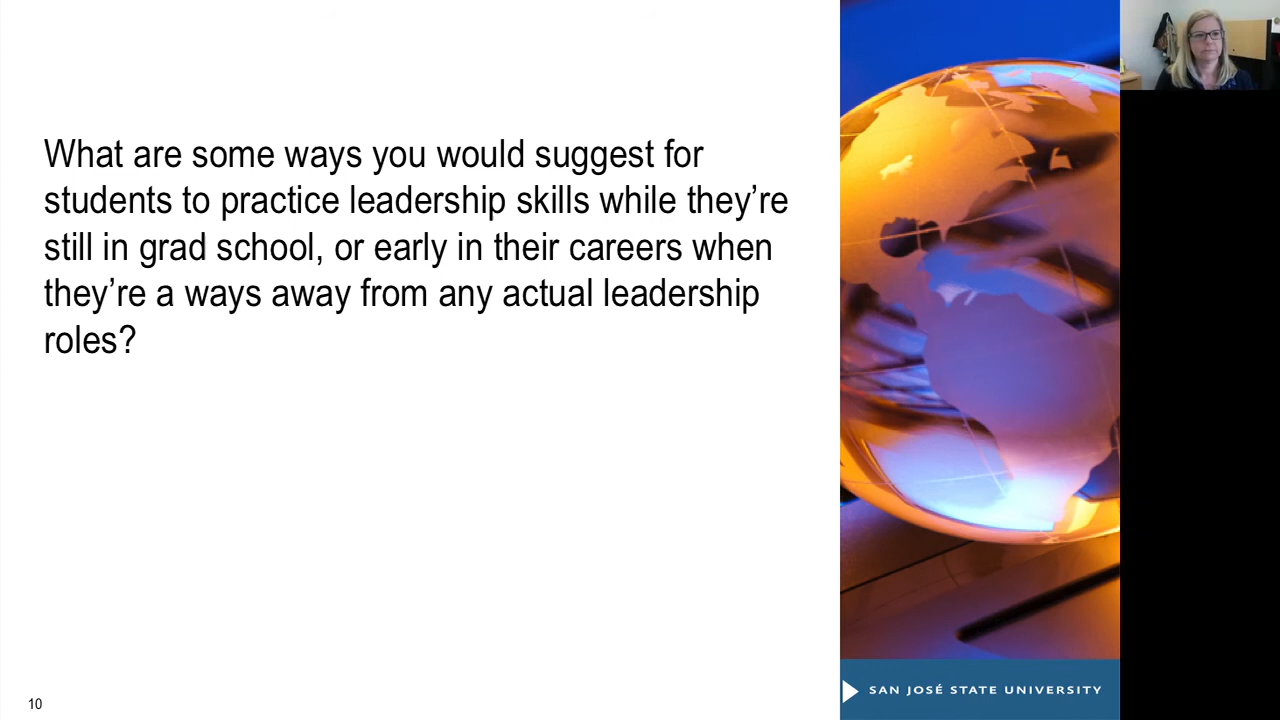 What are some ways you would suggest for
students to practice leadership skills while they’re
still in grad school, or early in their careers when
they’re a ways away from any actual leadership
roles?
SAN JOSÉ STATE UNIVERSITY
10